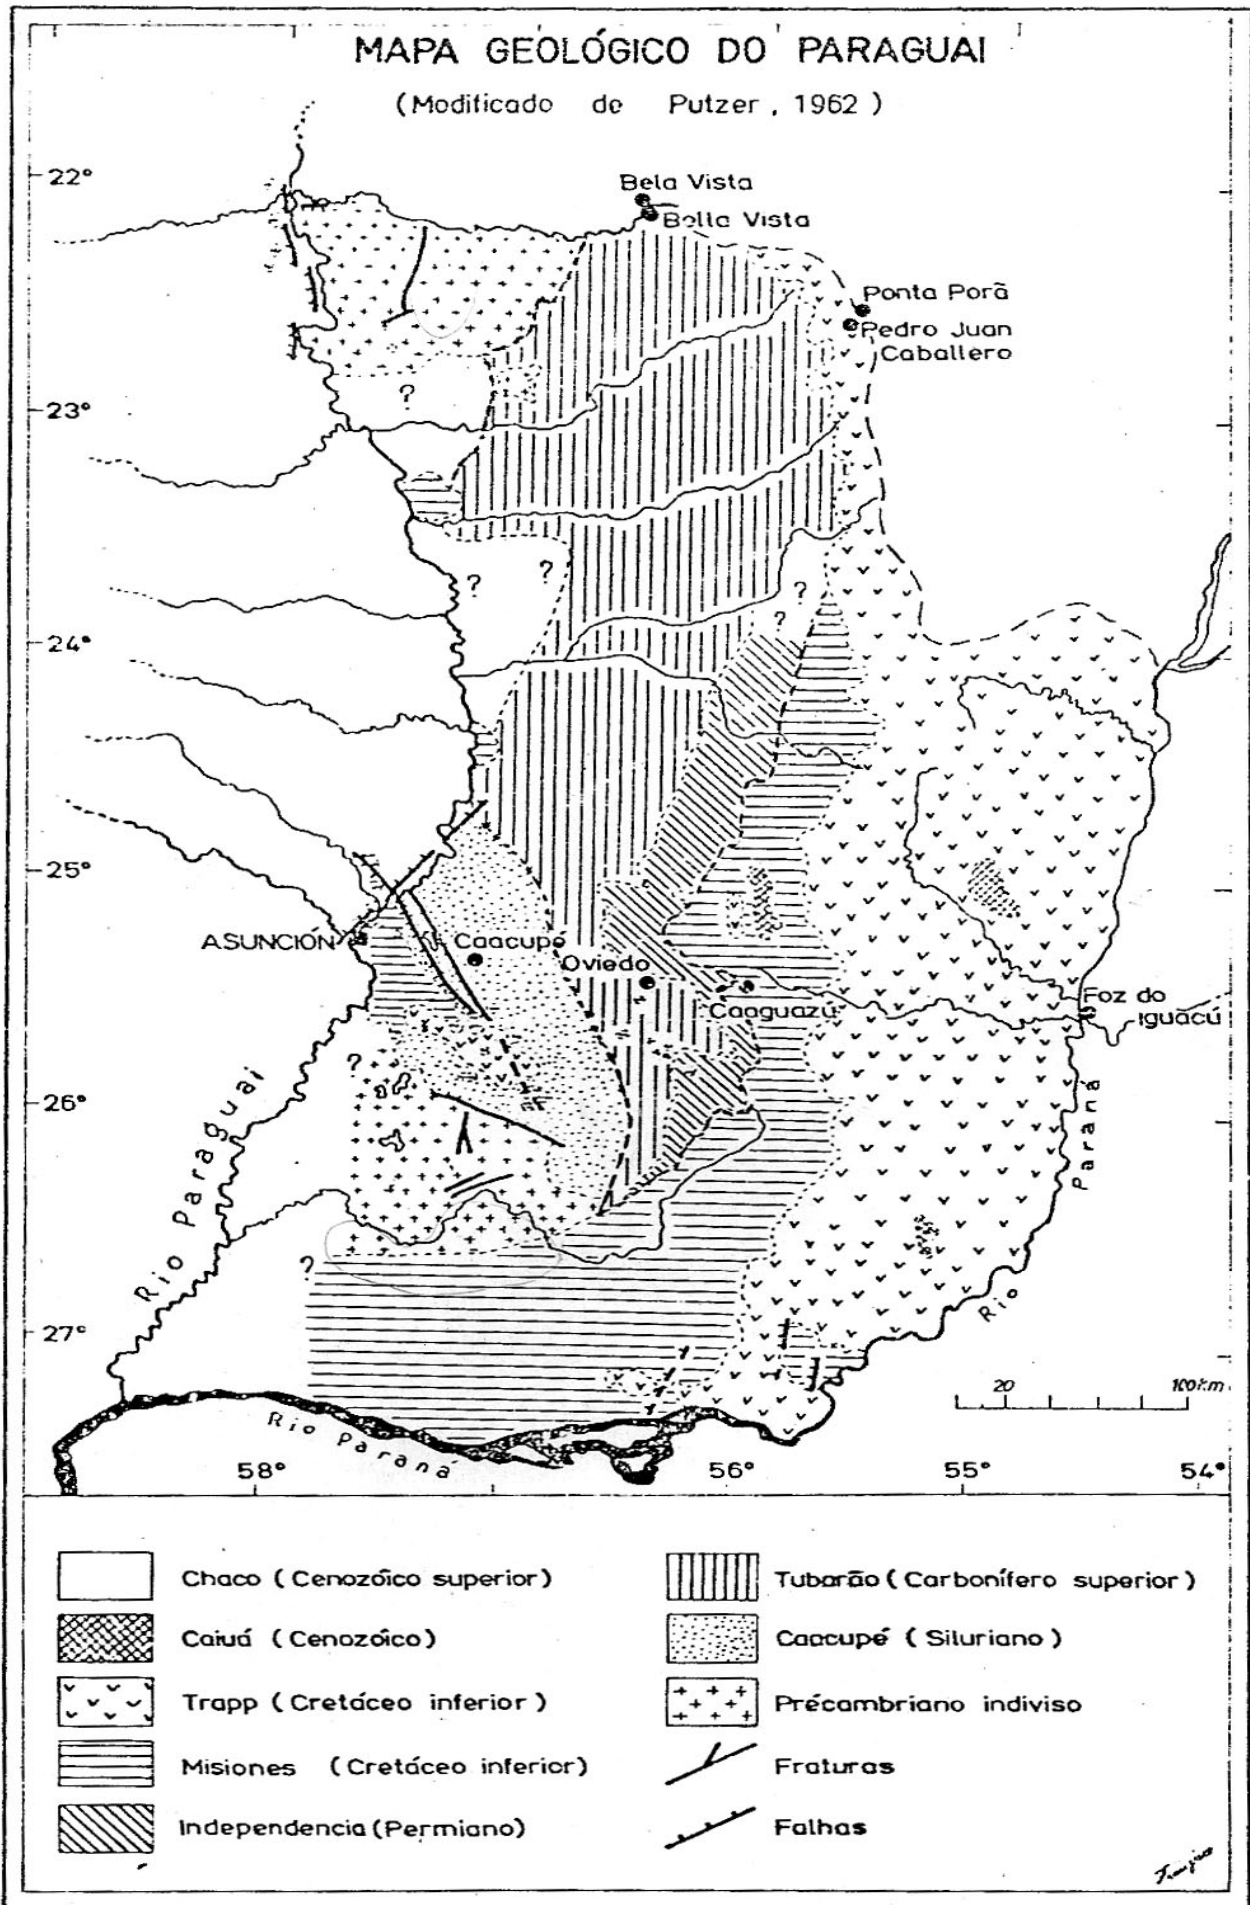 MAPA GEOLÓGICO DO PARAGUAI
(Modificado de Putzer, 1962)
22°
Bela Vista
Bella Vista
Ponta Porã
Pedro Juan
Caballero
?
23°
?
?
?
?
24°
25°
ASUNCIÓN
Caacupé
Oviedo
Caaguazú
Foz do
Iguăcú
?
26°
Rio Paraguai
Rio Paraná
?
27°
20
100 km
Rio Paraná
58°
56°
55°
54°
Chaco (Cenozóico superior)
Caiuá (Cenozóico)
Trapp (Cretáceo inferior)
Misiones (Cretáceo inferior)
Independencia (Permiano)
Tubarão (Carbonífero superior)
Caacupé (Siluriano)
Précambriano indiviso
Fraturas
Falhas